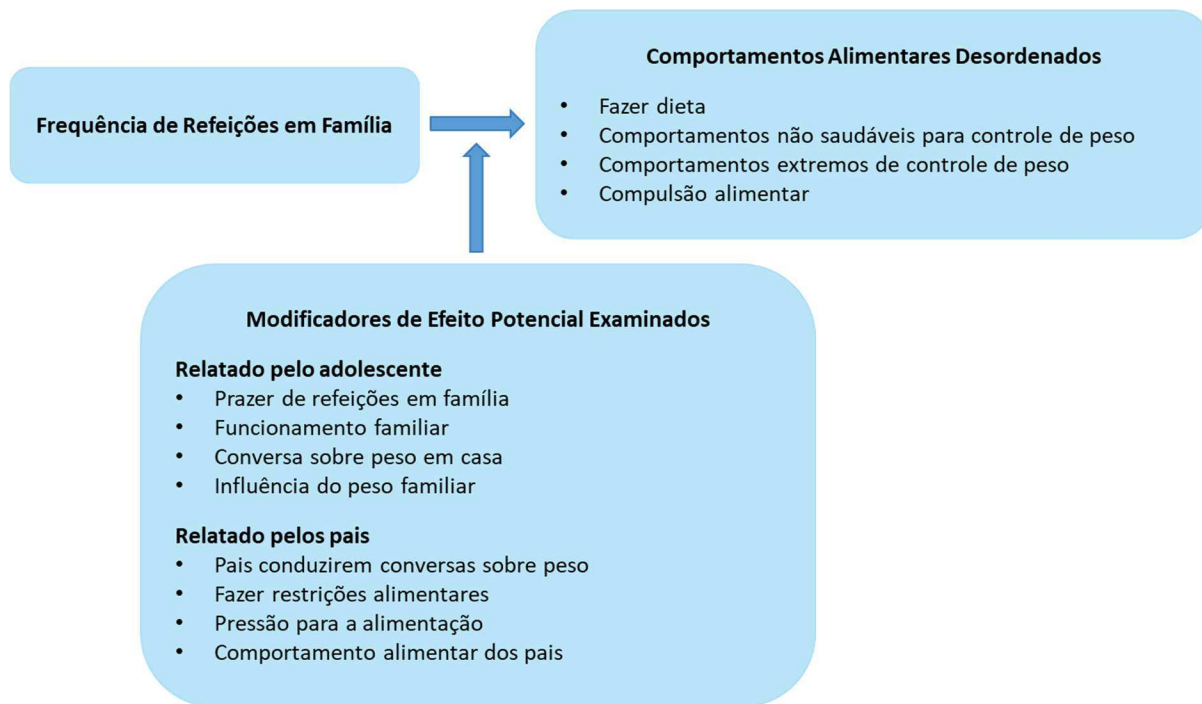 Frequência de Refeições em Família
Comportamentos Alimentares Desordenados
• Fazer dieta
• Comportamentos não saudáveis para controle de peso
• Comportamentos extremos de controle de peso
• Compulsão alimentar
Modificadores de Efeito Potencial Examinados
Relatado pelo adolescente
• Prazer de refeições em família
• Funcionamento familiar
• Conversa sobre peso em casa
• Influência do peso familiar
Relatado pelos pais
• Pais conduzirem conversas sobre peso
• Fazer restrições alimentares
• Pressão para a alimentação
• Comportamento alimentar dos pais